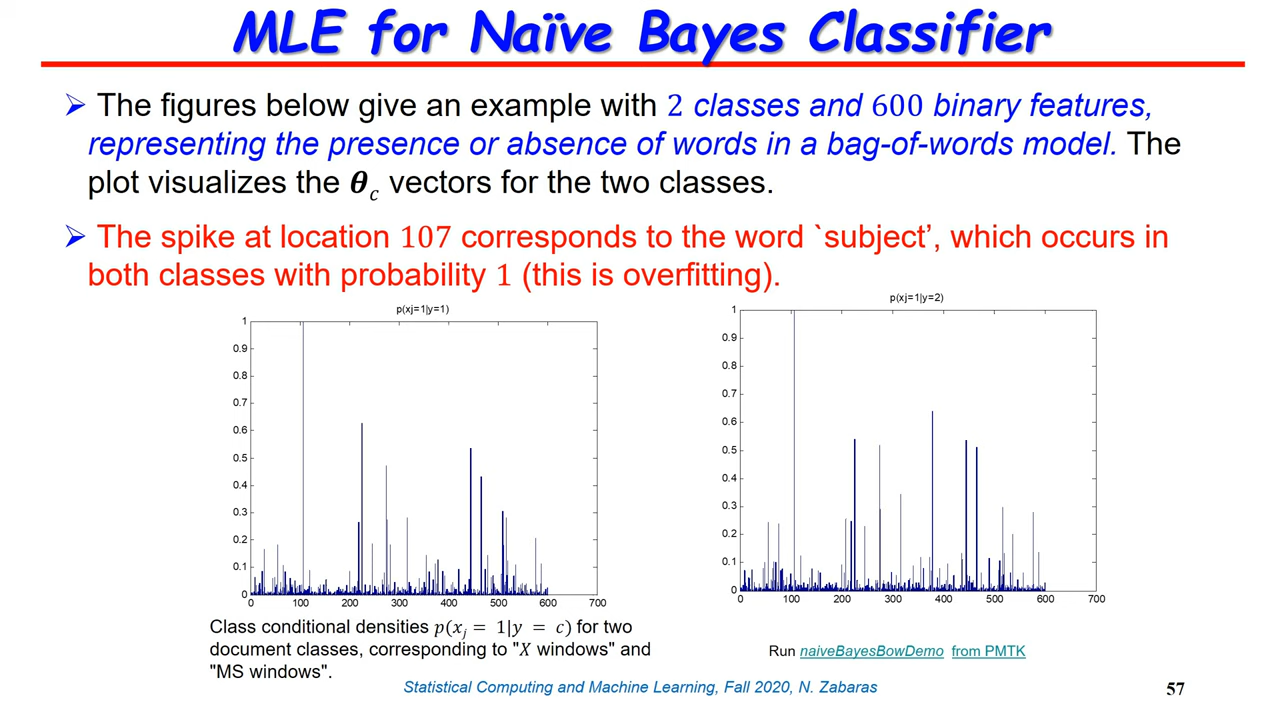 MLE for Naïve Bayes Classifier
➢ The figures below give an example with 2 classes and 600 binary features,
representing the presence or absence of words in a bag-of-words model. The
plot visualizes the 𝜽c vectors for the two classes.
➢ The spike at location 107 corresponds to the word `subject’, which occurs in
both classes with probability 1 (this is overfitting).
p(xj=1|y=1)
1
0.9
0.8
0.7
0.6
0.5
0.4
0.3
0.2
0.1
0
0 100 200 300 400 500 600 700
p(xj=1|y=2)
1
0.9
0.8
0.7
0.6
0.5
0.4
0.3
0.2
0.1
0
0 100 200 300 400 500 600 700
Class conditional densities p(xj = 1|y = c) for two
document classes, corresponding to "X windows" and
"MS windows".
Run naiveBayesBowDemo from PMTK
Statistical Computing and Machine Learning, Fall 2020, N. Zabaras
57